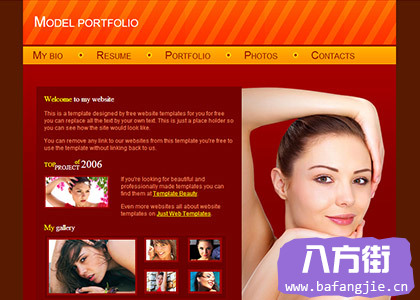 MODEL PORTFOLIO
MY BIO • RESUME • PORTFOLIO • PHOTOS • CONTACTS
Welcome to my website
This is a template designed by free website templates for you for free
you can replace all the text by your own text. This is just a place holder so
you can see how the site would look like.
You can remove any link to our websites from this template you're free to
use the template without linking back to us.
TOP PROJECT of 2006
If you're looking for beautiful and
professionally made templates you can
find them at Template Beauty.
Even more websites all about website
templates on Just Web Templates.
My gallery
八方街
www.bafangjie.cn